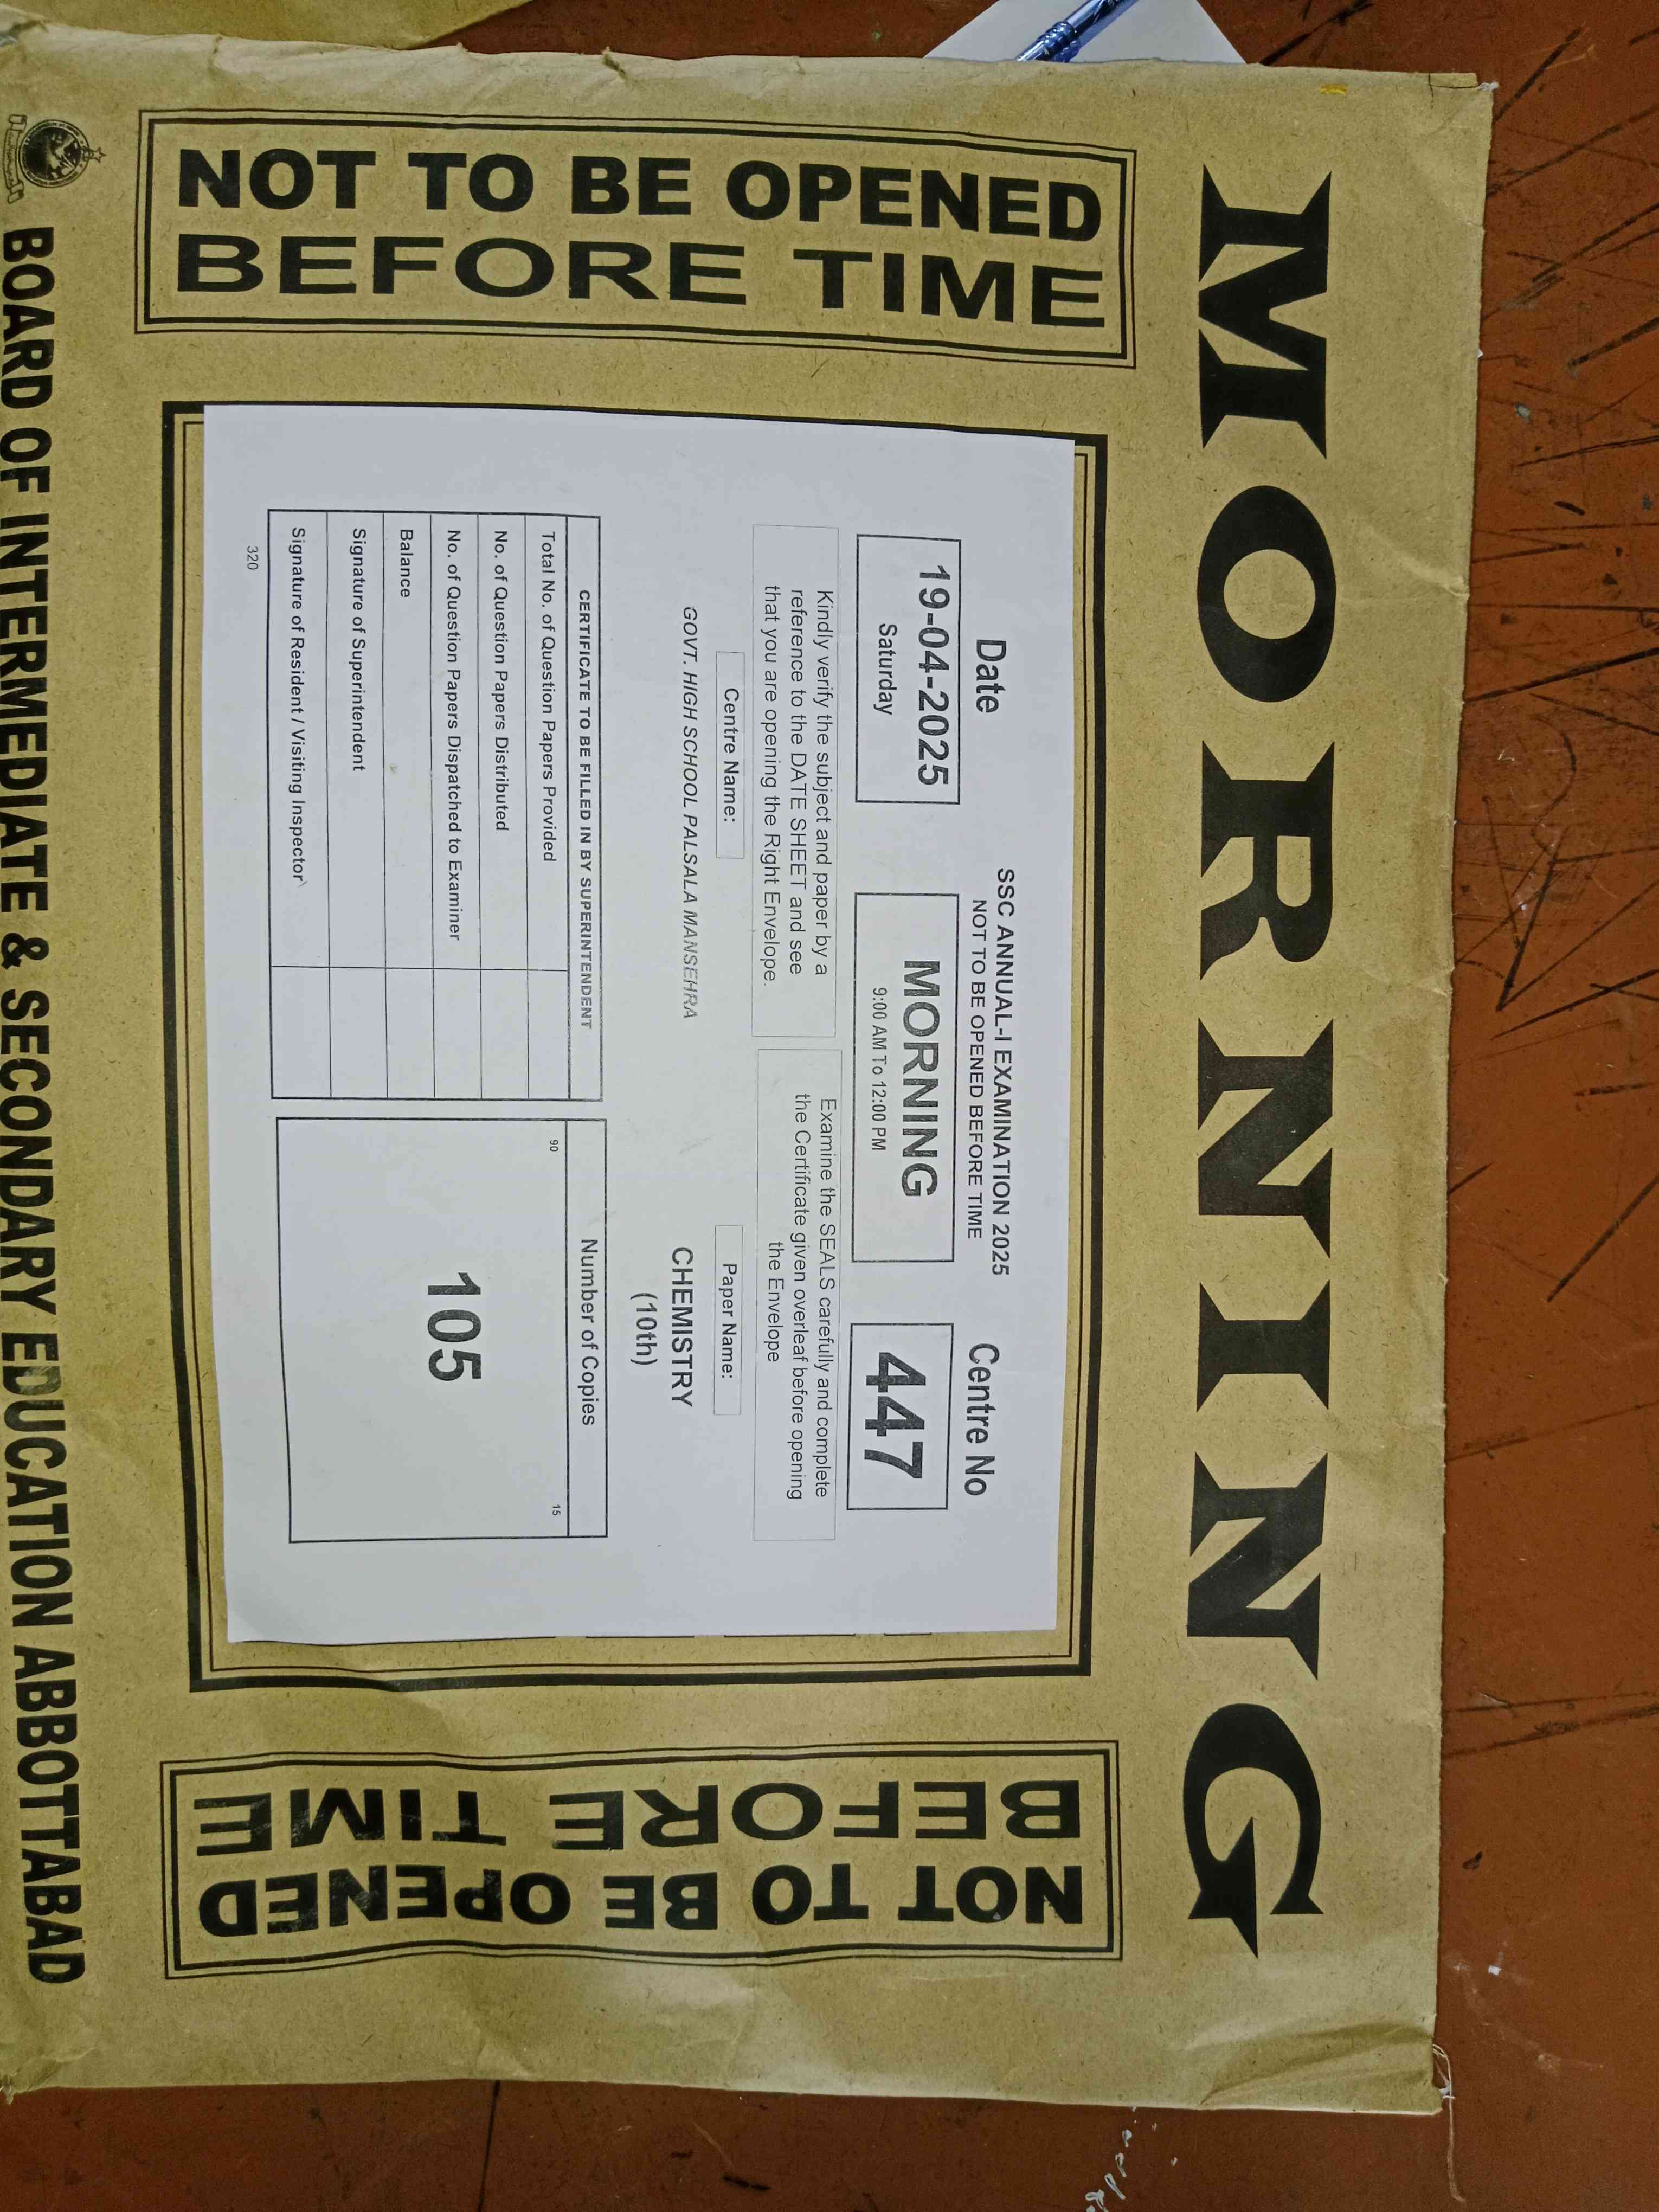 MORNING
NOT TO BE OPENED
BEFORE TIME
SSC ANNUAL-I EXAMINATION 2025
NOT TO BE OPENED BEFORE TIME
Date
19-04-2025
Saturday
MORNING
9:00 AM To 12:00 PM
Centre No
447
Kindly verify the subject and paper by a
reference to the DATE SHEET and see
that you are opening the Right Envelope.
Examine the SEALS carefully and complete
the Certificate given overleaf before opening
the Envelope
Centre Name:
GOVT. HIGH SCHOOL PALSALA MANSEHRA
Paper Name:
CHEMISTRY
(10th)
CERTIFICATE TO BE FILLED IN BY SUPERINTENDENT
Total No. of Question Papers Provided
No. of Question Papers Distributed
No. of Question Papers Dispatched to Examiner
Balance
Signature of Superintendent
Signature of Resident / Visiting Inspector
320
Number of Copies
90
15
105
NOT TO BE OPENED
BEFORE TIME
BOARD OF INTERMEDIATE & SECONDARY EDUCATION ABBOTTABAD